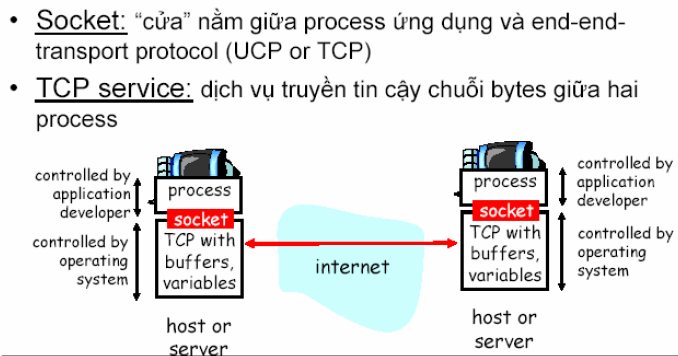 • Socket: “cửa” nằm giữa process ứng dụng và end-end-
transport protocol (UCP or TCP)
• TCP service: dịch vụ truyền tin cậy chuỗi bytes giữa hai
process
controlled by
application
developer
process
socket
controlled by
operating
system
TCP with
buffers,
variables
host or
server
internet
process
socket
TCP with
buffers,
variables
host or
server
controlled by
application
developer
controlled by
operating
system